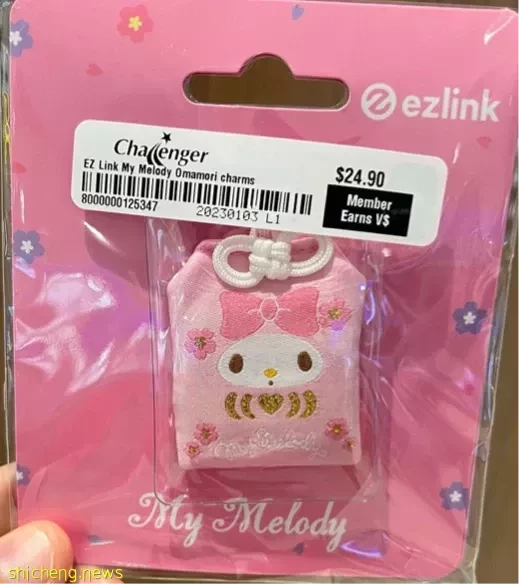 ezlink
Challenger
EZ Link My Melody Omamori charms
$24.90
8000000125347
20230103 L1
Member
Earns V$
My Melody
My Melody
shicheng.news